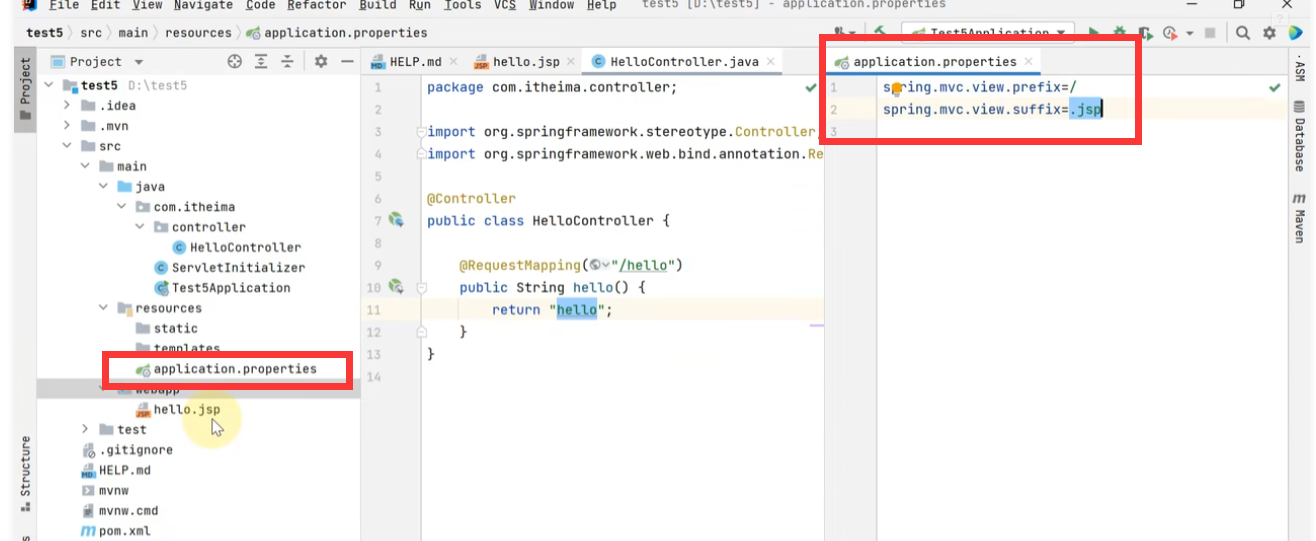 File Edit View Navigate Code Refactor Build Run Tools VCS Window Help test5 [D:\test5] - application.properties
test5 src main resources application.properties Test5Application
Project HELP.md hello.jsp HelloController.java application.properties
Project
Structure
test5 D:\test5
.idea
.mvn
src
main
java
com.itheima
controller
HelloController
ServletInitializer
Test5Application
resources
static
templates
application.properties
webapp
hello.jsp
test
.gitignore
HELP.md
mvnw
mvnw.cmd
pom.xml
1 package com.itheima.controller;
2
3 import org.springframework.stereotype.Controller;
4 import org.springframework.web.bind.annotation.Re
5
6 @Controller
7 public class HelloController {
8
9 @RequestMapping("/hello")
10 public String hello() {
11 return "hello";
12 }
13 }
14
1 spring.mvc.view.prefix=/
2 spring.mvc.view.suffix=.jsp
3
ASM
Database
Maven